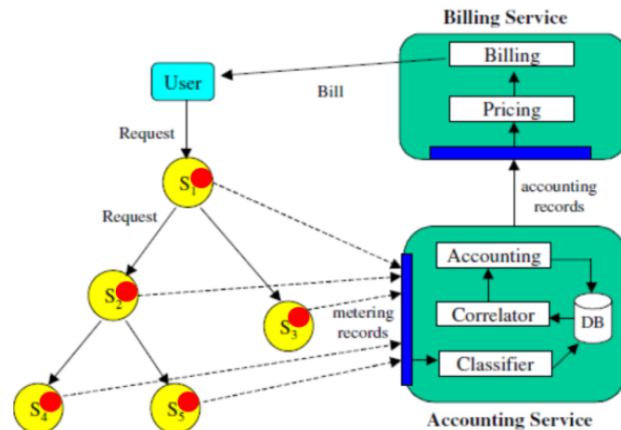 Billing Service
Billing
User
Bill
Pricing
Request
S1
accounting
records
Request
Accounting
S2
metering
records
Correlator
DB
S3
Classifier
S4
S5
Accounting Service